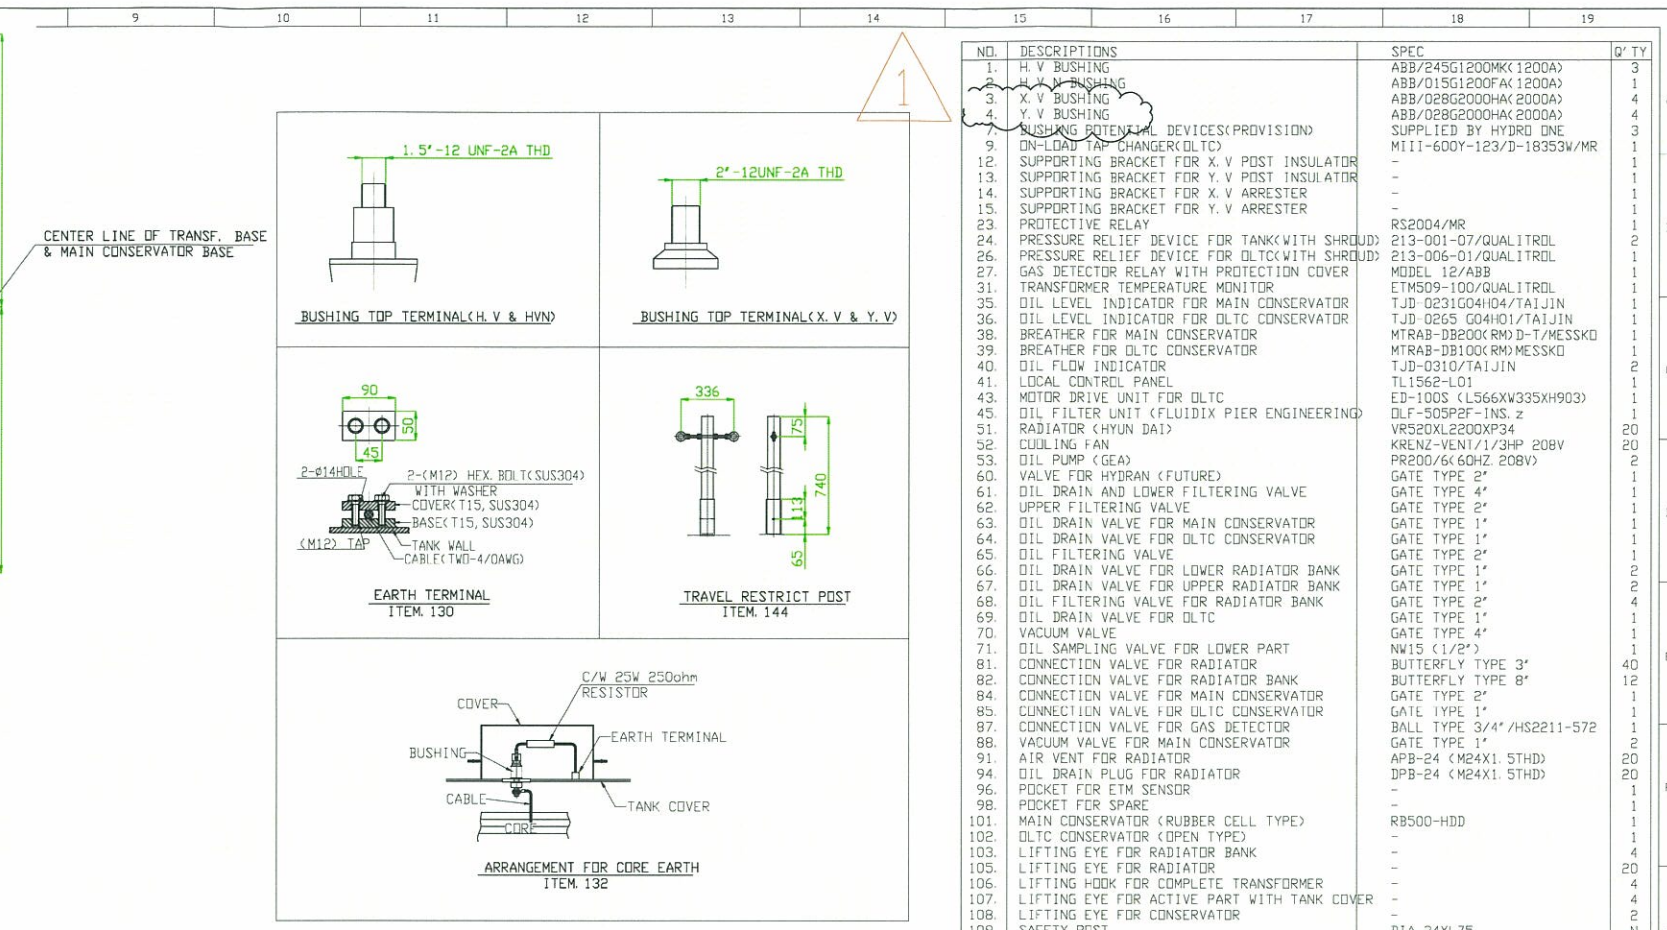 9 10 11 12 13 14 15 16 17 18 19
1
CENTER LINE OF TRANSF. BASE
& MAIN CONSERVATOR BASE
1.5"-12 UNF-2A THD
BUSHING TOP TERMINAL(H.V & HVN)
2"-12UNF-2A THD
BUSHING TOP TERMINAL(X.V & Y.V)
90
50
45
2-ø14HOLE
2-(M12) HEX. BOLT(SUS304)
WITH WASHER
COVER(T15, SUS304)
BASE(T15, SUS304)
(M12) TAP
TANK WALL
CABLE(TWO-4/0AWG)
EARTH TERMINAL
ITEM. 130
336
75
740
113
65
TRAVEL RESTRICT POST
ITEM. 144
C/W 25W 250ohm
RESISTOR
COVER
EARTH TERMINAL
BUSHING
CABLE
TANK COVER
CORE
ARRANGEMENT FOR CORE EARTH
ITEM. 132
NO. DESCRIPTIONS SPEC Q'TY
1. H.V BUSHING ABB/245G1200MK(1200A) 3
2. H.V.N BUSHING ABB/015G1200FA(1200A) 1
3. X.V BUSHING ABB/028G2000HA(2000A) 4
4. Y.V BUSHING ABB/028G2000HA(2000A) 4
7. BUSHING POTENTIAL DEVICES(PROVISION) SUPPLIED BY HYDRO ONE 3
9. ON-LOAD TAP CHANGER(OLTC) MIII-600Y-123/D-18353W/MR 1
12. SUPPORTING BRACKET FOR X.V POST INSULATOR - 1
13. SUPPORTING BRACKET FOR Y.V POST INSULATOR - 1
14. SUPPORTING BRACKET FOR X.V ARRESTER - 1
15. SUPPORTING BRACKET FOR Y.V ARRESTER - 1
23. PROTECTIVE RELAY RS2004/MR 1
24. PRESSURE RELIEF DEVICE FOR TANK(WITH SHROUD) 213-001-07/QUALITROL 2
26. PRESSURE RELIEF DEVICE FOR OLTC(WITH SHROUD) 213-006-01/QUALITROL 1
27. GAS DETECTOR RELAY WITH PROTECTION COVER MODEL 12/ABB 1
31. TRANSFORMER TEMPERATURE MONITOR ETM509-100/QUALITROL 1
35. OIL LEVEL INDICATOR FOR MAIN CONSERVATOR TJD-0231G04H04/TAIJIN 1
36. OIL LEVEL INDICATOR FOR OLTC CONSERVATOR TJD-0265 G04H01/TAIJIN 1
38. BREATHER FOR MAIN CONSERVATOR MTRAB-DB200(RM)D-T/MESSKO 1
39. BREATHER FOR OLTC CONSERVATOR MTRAB-DB100(RM)MESSKO 1
40. OIL FLOW INDICATOR TJD-0310/TAIJIN 2
41. LOCAL CONTROL PANEL TL1562-L01 1
43. MOTOR DRIVE UNIT FOR OLTC ED-100S (L566XW335XH903) 1
45. OIL FILTER UNIT (FLUIDIX PIER ENGINEERING) OLF-505P2F-INS.z 1
51. RADIATOR (HYUN DAI) VR520XL2200XP34 20
52. COOLING FAN KRENZ-VENT/1/3HP 208V 20
53. OIL PUMP (GEA) PR200/6(60HZ. 208V) 2
60. VALVE FOR HYDRAN (FUTURE) GATE TYPE 2" 1
61. OIL DRAIN AND LOWER FILTERING VALVE GATE TYPE 4" 1
62. UPPER FILTERING VALVE GATE TYPE 2" 1
63. OIL DRAIN VALVE FOR MAIN CONSERVATOR GATE TYPE 1" 1
64. OIL DRAIN VALVE FOR OLTC CONSERVATOR GATE TYPE 1" 1
65. OIL FILTERING VALVE GATE TYPE 2" 1
66. OIL DRAIN VALVE FOR LOWER RADIATOR BANK GATE TYPE 1" 2
67. OIL DRAIN VALVE FOR UPPER RADIATOR BANK GATE TYPE 1" 2
68. OIL FILTERING VALVE FOR RADIATOR BANK GATE TYPE 2" 4
69. OIL DRAIN VALVE FOR OLTC GATE TYPE 1" 1
70. VACUUM VALVE GATE TYPE 4" 1
71. OIL SAMPLING VALVE FOR LOWER PART NW15 (1/2") 1
81. CONNECTION VALVE FOR RADIATOR BUTTERFLY TYPE 3" 40
82. CONNECTION VALVE FOR RADIATOR BANK BUTTERFLY TYPE 8" 12
84. CONNECTION VALVE FOR MAIN CONSERVATOR GATE TYPE 2" 1
85. CONNECTION VALVE FOR OLTC CONSERVATOR GATE TYPE 1" 1
87. CONNECTION VALVE FOR GAS DETECTOR BALL TYPE 3/4"/HS2211-572 1
88. VACUUM VALVE FOR MAIN CONSERVATOR GATE TYPE 1" 2
91. AIR VENT FOR RADIATOR APB-24 (M24X1.5THD) 20
94. OIL DRAIN PLUG FOR RADIATOR DPB-24 (M24X1.5THD) 20
96. POCKET FOR ETM SENSOR - 1
98. POCKET FOR SPARE - 1
101. MAIN CONSERVATOR (RUBBER CELL TYPE) RB500-HDD 1
102. OLTC CONSERVATOR (OPEN TYPE) - 1
103. LIFTING EYE FOR RADIATOR BANK - 4
105. LIFTING EYE FOR RADIATOR - 20
106. LIFTING HOOK FOR COMPLETE TRANSFORMER - 4
107. LIFTING EYE FOR ACTIVE PART WITH TANK COVER - 4
108. LIFTING EYE FOR CONSERVATOR - 2